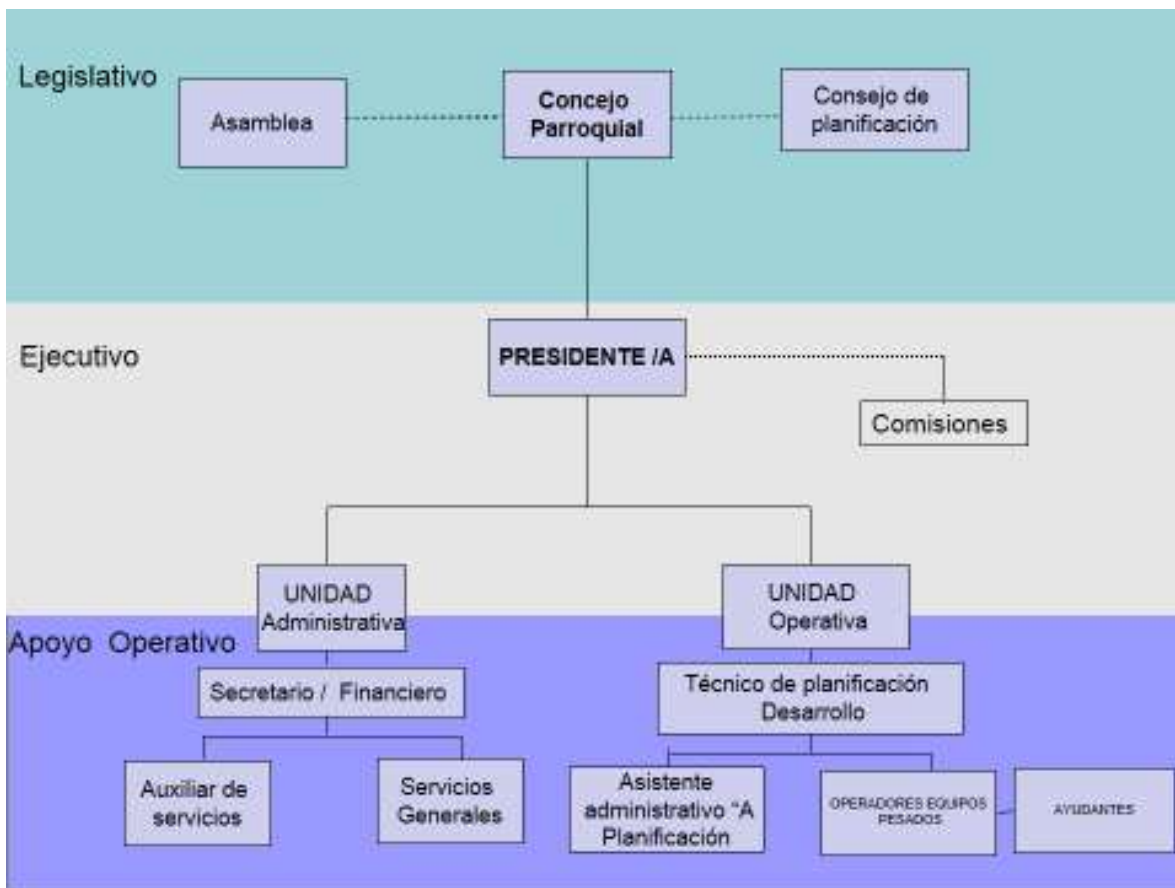 Legislativo
Asamblea
Concejo
Parroquial
Consejo de
planificación
Ejecutivo
PRESIDENTE /A
Comisiones
UNIDAD
Administrativa
UNIDAD
Operativa
Apoyo Operativo
Secretario / Financiero
Técnico de planificación
Desarrollo
Auxiliar de
servicios
Servicios
Generales
Asistente
administrativo “A
Planificación
OPERADORES EQUIPOS
PESADOS
AYUDANTES